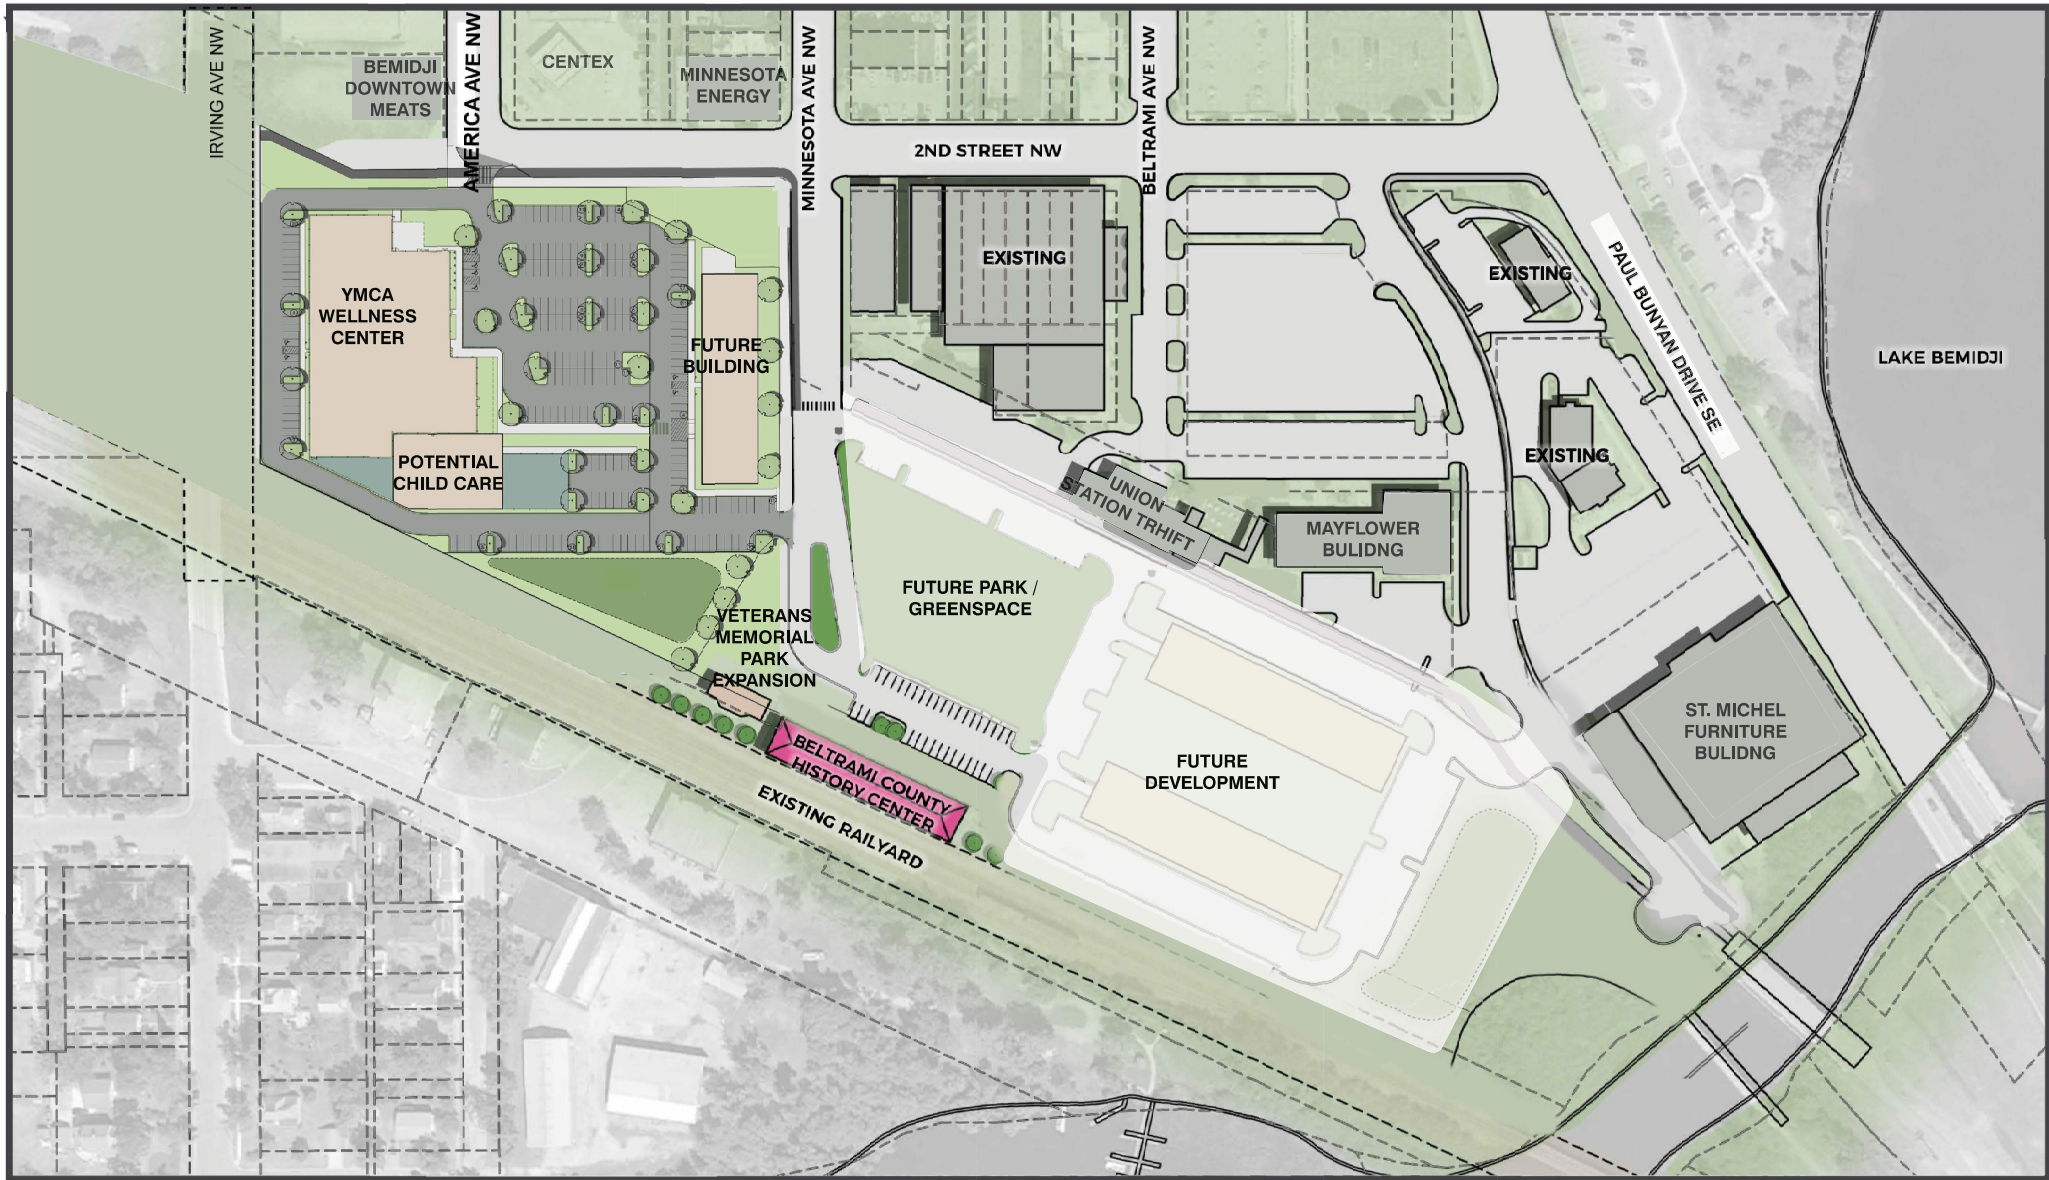 IRVING AVE NW
BEMIDJI
DOWNTOWN
MEATS
AMERICA AVE NW
CENTEX
MINNESOTA
ENERGY
MINNESOTA AVE NW
2ND STREET NW
BELTRAMI AVE NW
PAUL BUNYAN DRIVE SE
LAKE BEMIDJI
YMCA
WELLNESS
CENTER
FUTURE
BUILDING
EXISTING
EXISTING
EXISTING
POTENTIAL
CHILD CARE
UNION
STATION TRHIFT
MAYFLOWER
BULIDNG
FUTURE PARK /
GREENSPACE
VETERANS
MEMORIAL
PARK
EXPANSION
BELTRAMI COUNTY
HISTORY CENTER
EXISTING RAILYARD
FUTURE
DEVELOPMENT
ST. MICHEL
FURNITURE
BULIDNG